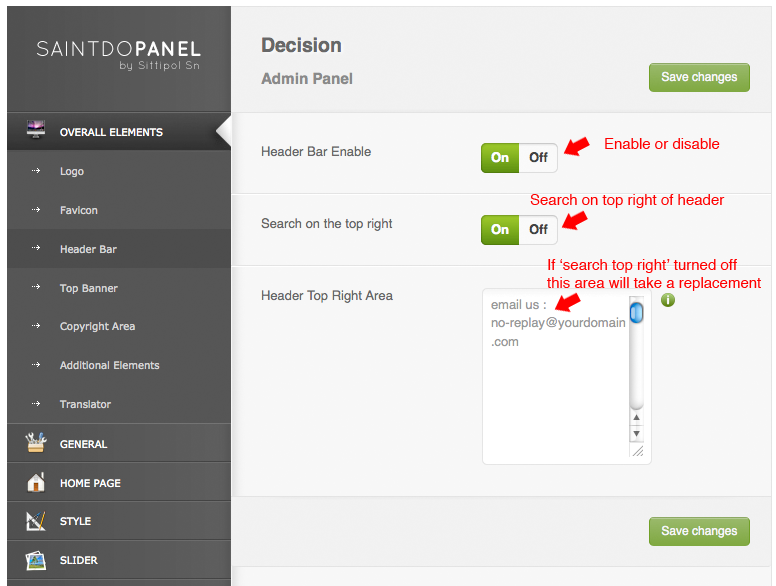 SAINTDOPANEL
by Sittipol Sn
OVERALL ELEMENTS
Logo
Favicon
Header Bar
Top Banner
Copyright Area
Additional Elements
Translator
GENERAL
HOME PAGE
STYLE
SLIDER
Decision
Admin Panel
Save changes
Header Bar Enable
On Off
Enable or disable
Search on the top right
On Off
Search on top right of header
Header Top Right Area
If ‘search top right’ turned off
this area will take a replacement
email us :
no-replay@yourdomain
.com
i
Save changes